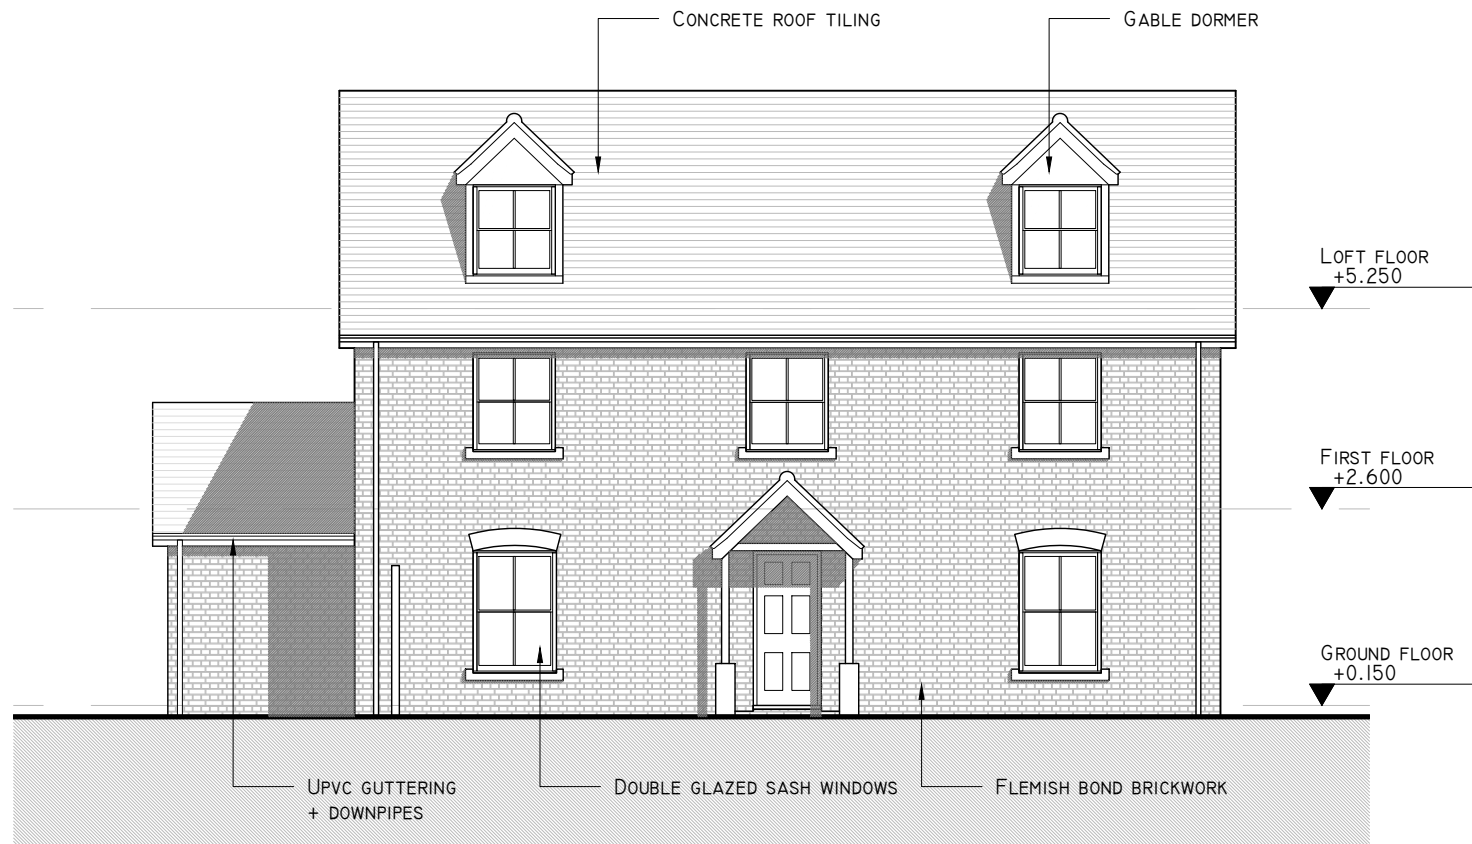 Concrete roof tiling
Gable dormer
Loft floor
+5.250
First floor
+2.600
Ground floor
+0.150
Upvc guttering
+ downpipes
Double glazed sash windows
Flemish bond brickwork